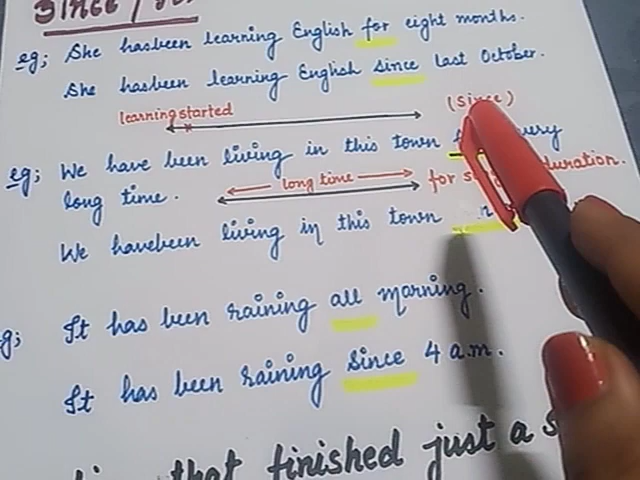 SINCE /
eg; She hasbeen learning English for eight months.
She hasbeen learning English since last October.
learning started (since)
eg; We have been living in this town very
long time. long time for duration.
We havebeen living in this town
g; It has been raining all morning.
It has been raining since 4 a.m.
that finished just a s